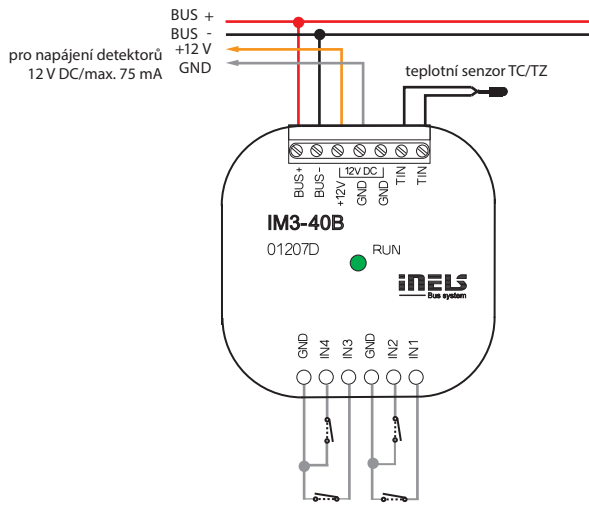 BUS +
BUS -
+12 V
GND
pro napájení detektorů
12 V DC/max. 75 mA
teplotní senzor TC/TZ
BUS+
BUS-
+12V
GND
GND
TIN
TIN
12V DC
IM3-40B
01207D
RUN
iNELS
Bus system
GND
IN4
IN3
GND
IN2
IN1